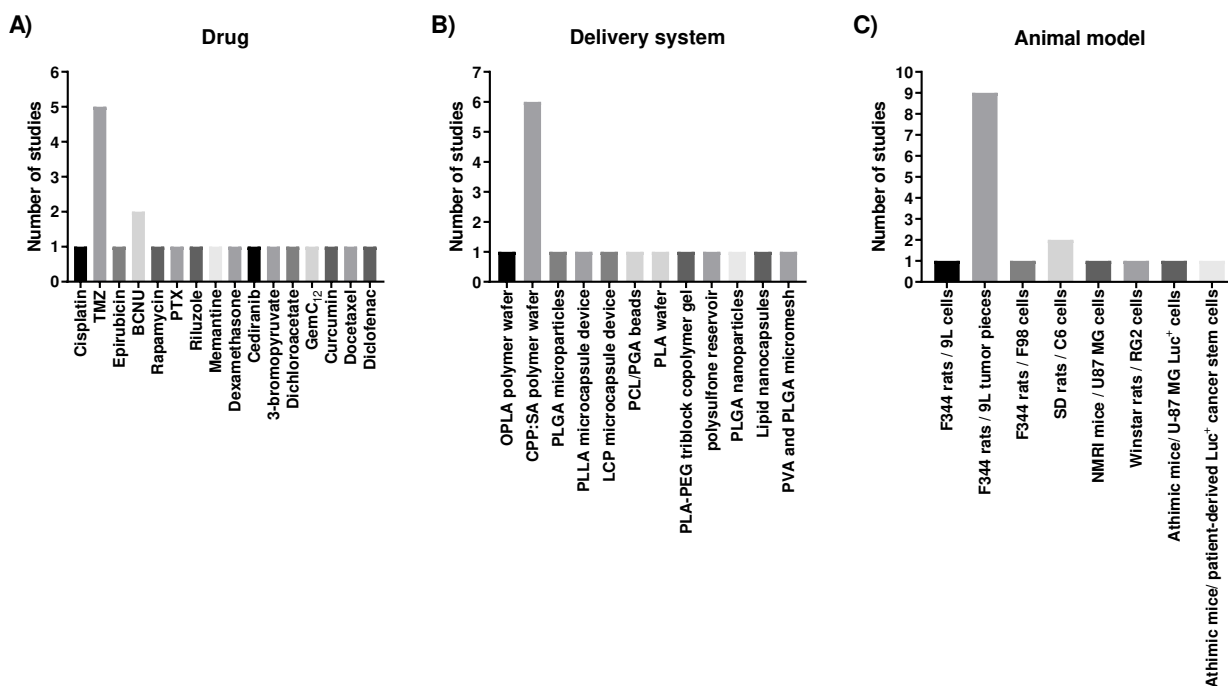 A)
Drug
Number of studies
6
5
4
3
2
1
0
Cisplatin
TMZ
Epirubicin
BCNU
Rapamycin
PTX
Riluzole
Memantine
Dexamethasone
Cediranib
3-bromopyruvate
Dichloroacetate
GemC₁₂
Curcumin
Docetaxel
Diclofenac
B)
Delivery system
Number of studies
7
6
5
4
3
2
1
0
OPLA polymer wafer
CPP:SA polymer wafer
PLGA microparticles
PLLA microcapsule device
LCP microcapsule device
PCL/PGA beads
PLA wafer
PLA-PEG triblock copolymer gel
polysulfone reservoir
PLGA nanoparticles
Lipid nanocapsules
PVA and PLGA micromesh
C)
Animal model
Number of studies
10
9
8
7
6
5
4
3
2
1
0
F344 rats / 9L cells
F344 rats / 9L tumor pieces
F344 rats / F98 cells
SD rats / C6 cells
NMRI mice / U87 MG cells
Winstar rats / RG2 cells
Athimic mice/ U-87 MG Luc⁺ cells
Athimic mice/ patient-derived Luc⁺ cancer stem cells